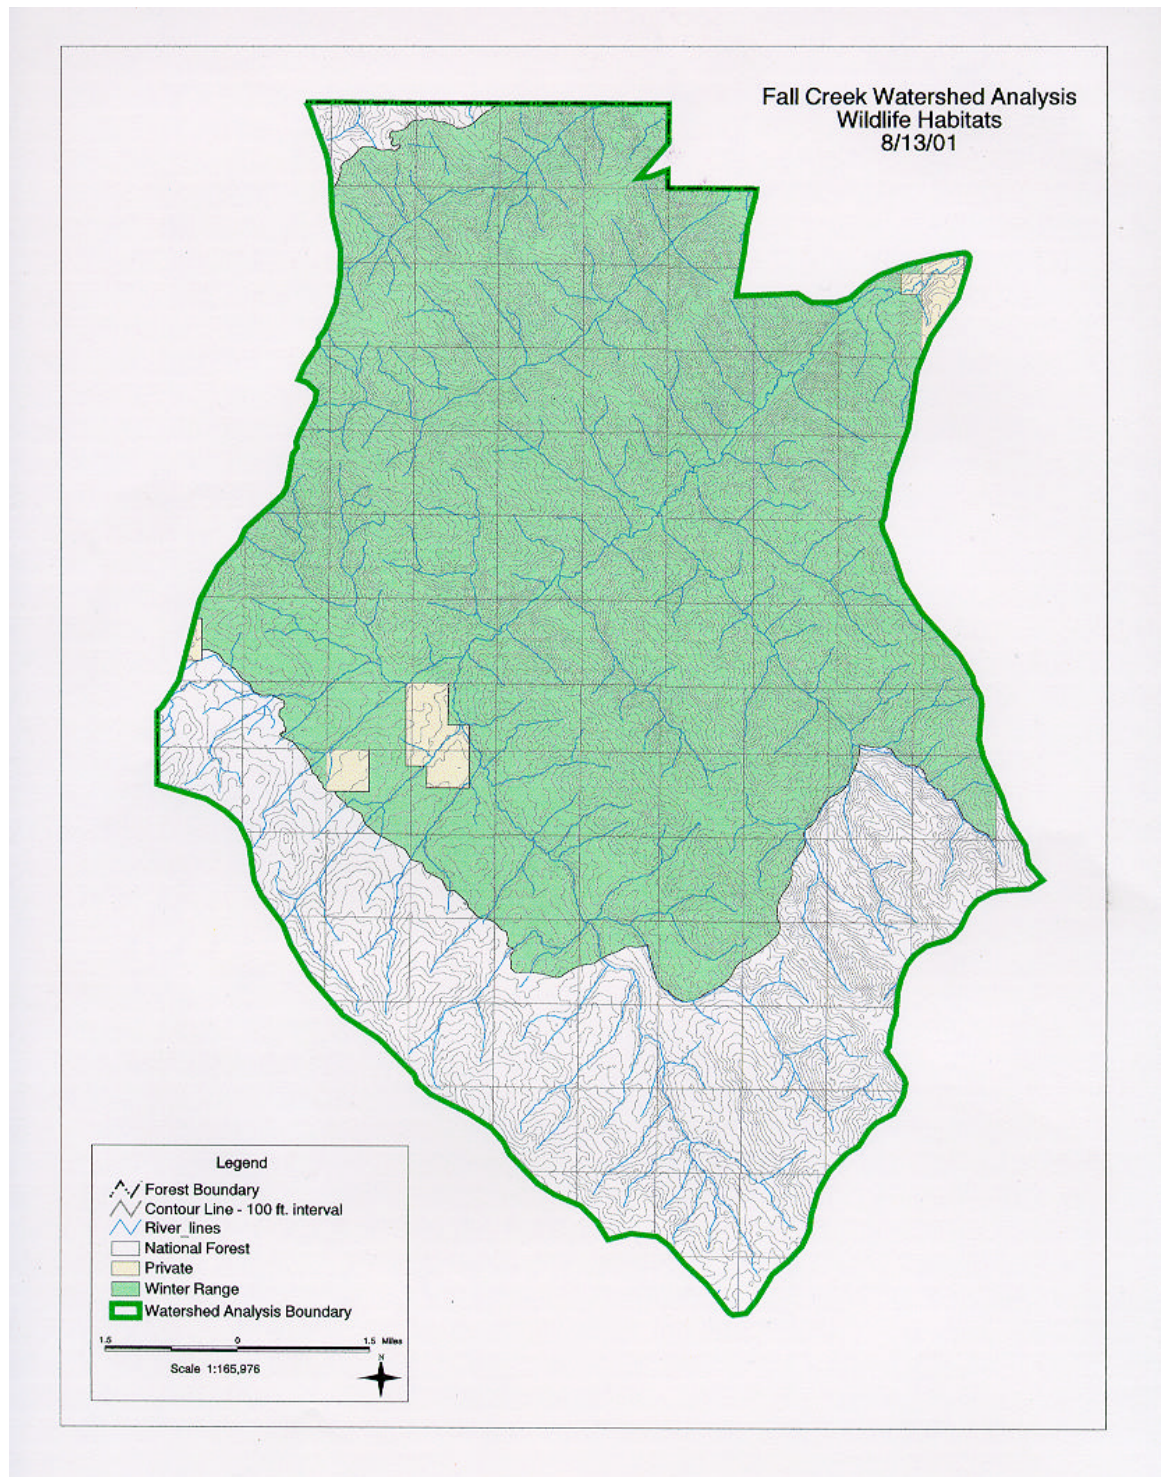 Fall Creek Watershed Analysis
Wildlife Habitats
8/13/01
Legend
Forest Boundary
Contour Line - 100 ft. interval
River_lines
National Forest
Private
Winter Range
Watershed Analysis Boundary
1.5 0 1.5 Miles
Scale 1:165,976
N